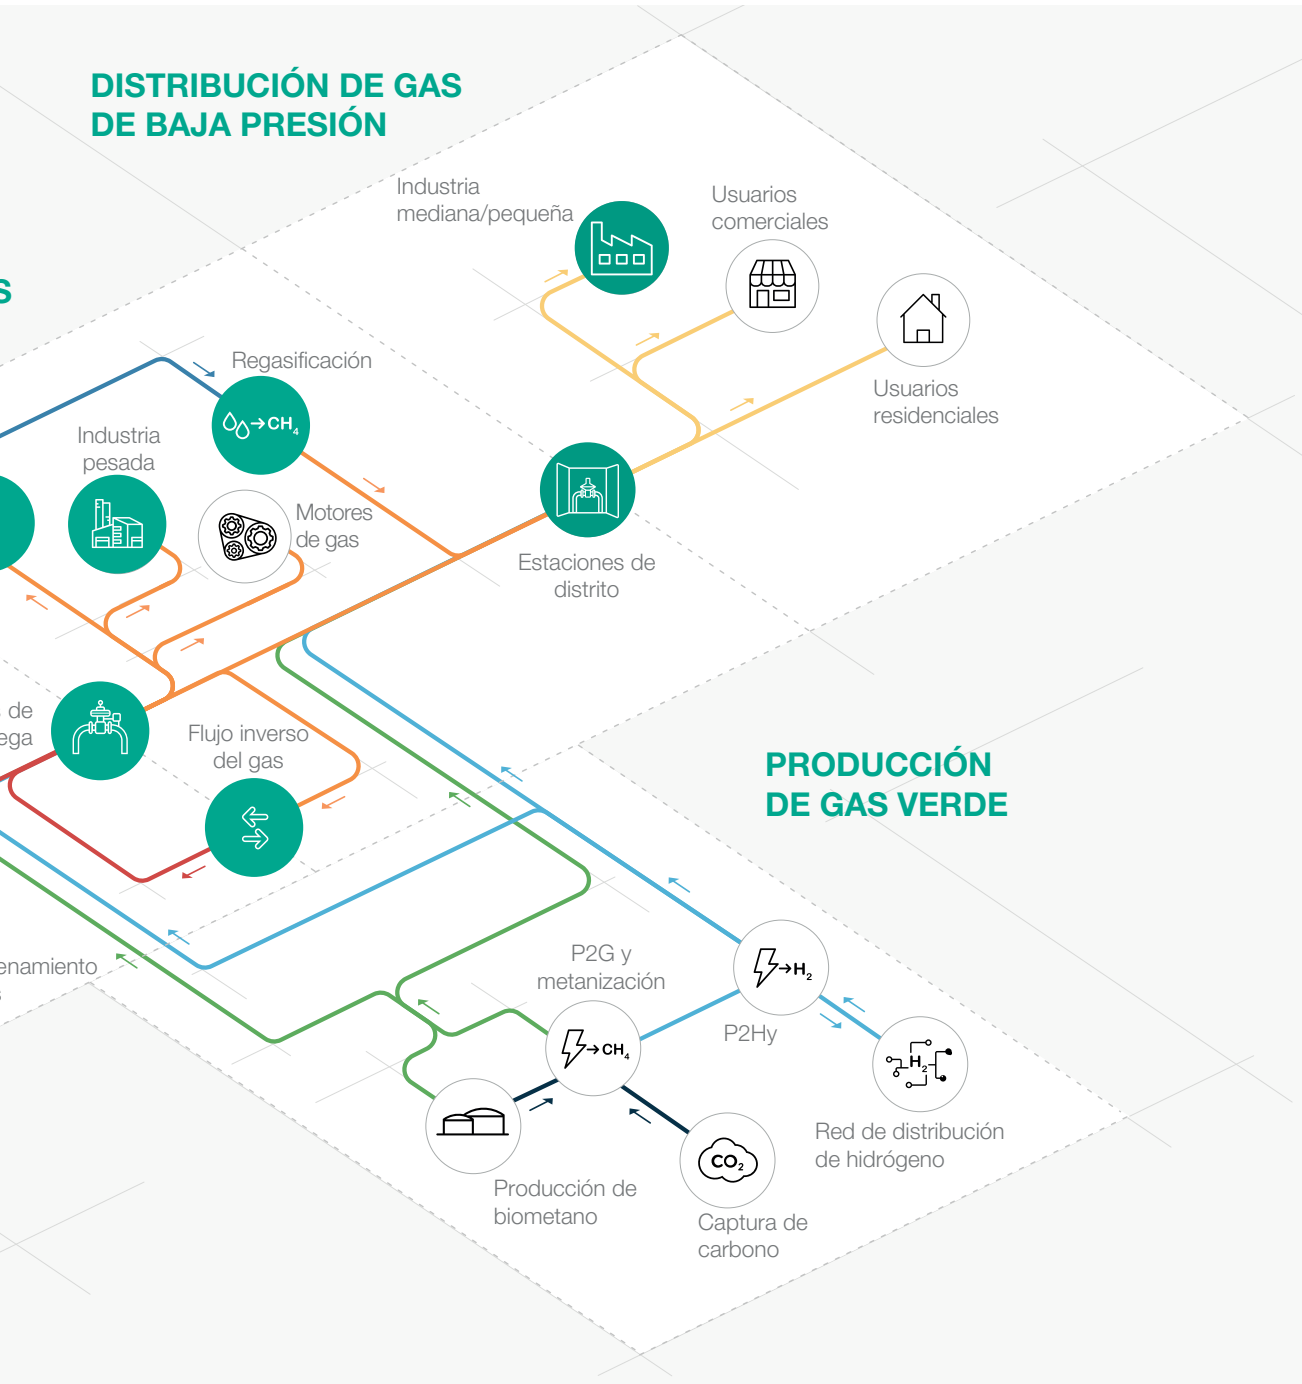 DISTRIBUCIÓN DE GAS
DE BAJA PRESIÓN
Industria
mediana/pequeña
Usuarios
comerciales
Usuarios
residenciales
S
Regasificación
→CH₄
Industria
pesada
Motores
de gas
Estaciones de
distrito
de
Flujo inverso
del gas
PRODUCCIÓN
DE GAS VERDE
P2G y
metanización
→CH₄
→H₂
P2Hy
H₂
Red de distribución
de hidrógeno
Producción de
biometano
CO₂
Captura de
carbono